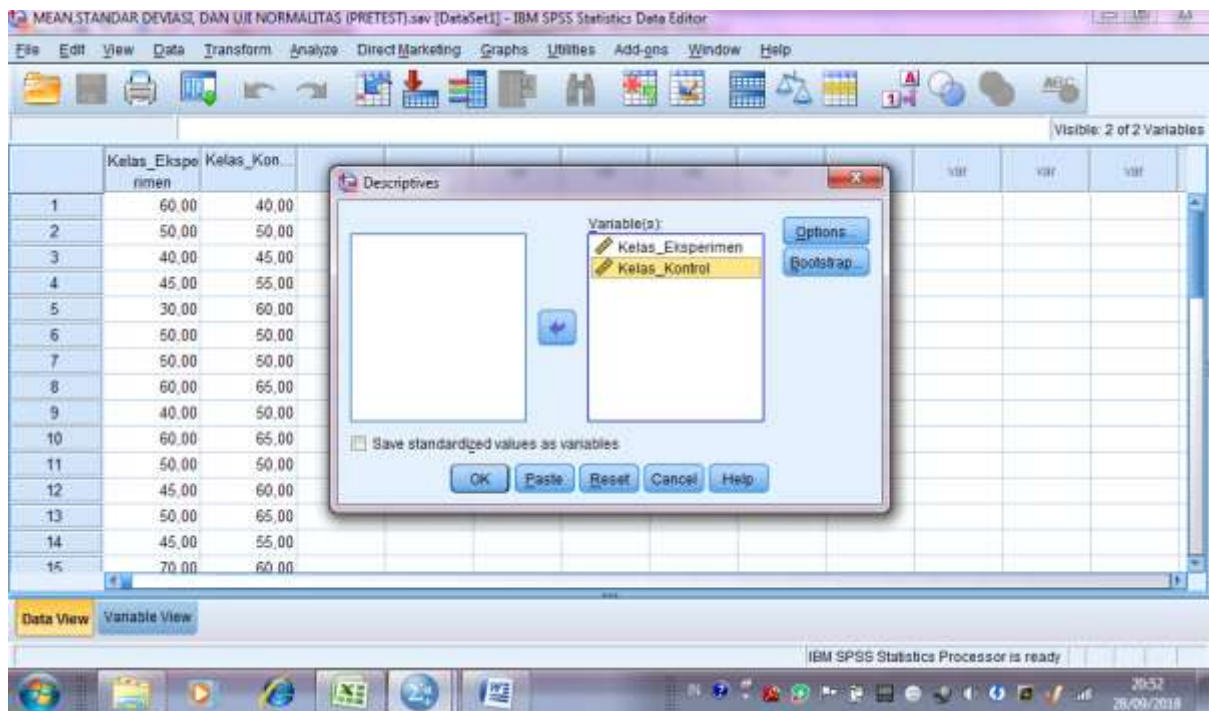 MEAN,STANDAR DEVIASI, DAN UJI NORMALITAS (PRETEST).sav [DataSet1] - IBM SPSS Statistics Data Editor
File Edit View Data Transform Analyze Direct Marketing Graphs Utilities Add-ons Window Help
Visible: 2 of 2 Variables
Kelas_Eksperimen Kelas_Kon... var var var
1 60,00 40,00
2 50,00 50,00
3 40,00 45,00
4 45,00 55,00
5 30,00 60,00
6 50,00 50,00
7 50,00 50,00
8 60,00 65,00
9 40,00 50,00
10 60,00 65,00
11 50,00 50,00
12 45,00 60,00
13 50,00 65,00
14 45,00 55,00
15 70,00 60,00
Descriptives
Variable(s):
Kelas_Eksperimen
Kelas_Kontrol
Options...
Bootstrap...
Save standardized values as variables
OK Paste Reset Cancel Help
Data View Variable View
IBM SPSS Statistics Processor is ready
20:52
28/09/2018